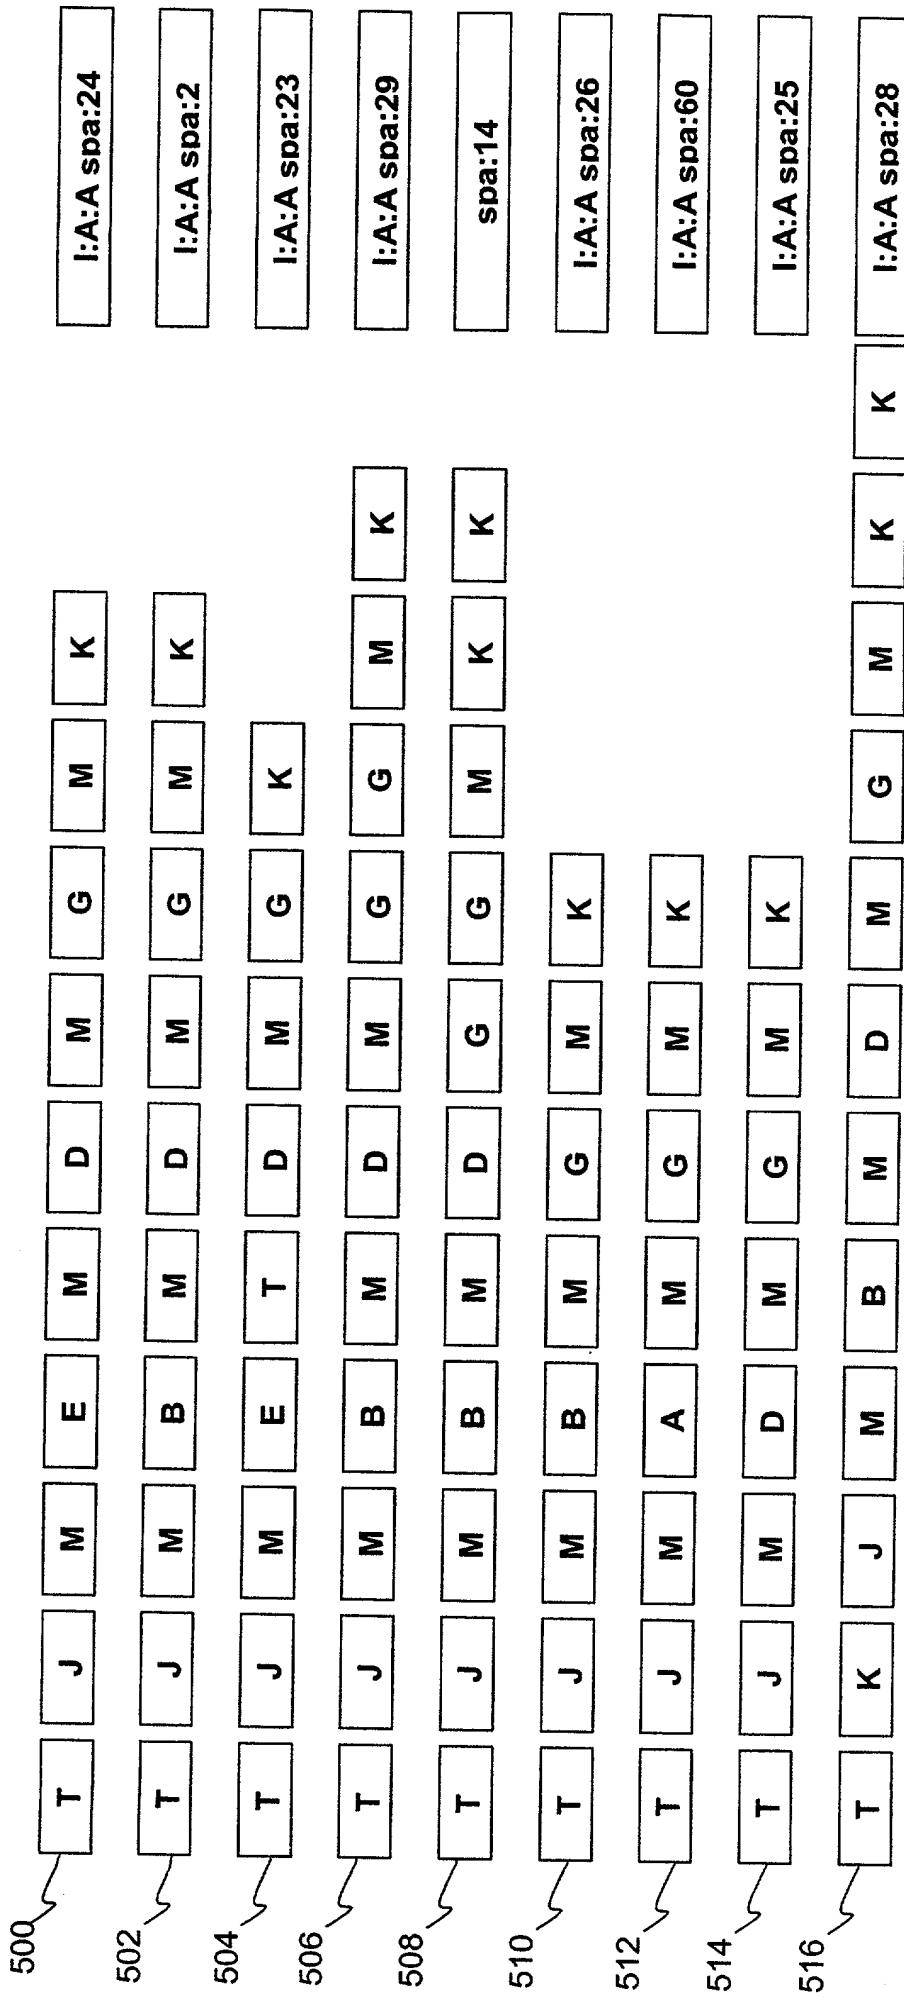 500 T J M E M D M G M K I:A:A spa:24
502 T J M B M D M G M K I:A:A spa:2
504 T J M E T D M G K I:A:A spa:23
506 T J M B M D M G G M K I:A:A spa:29
508 T J M B M D G G M K K spa:14
510 T J M B M G M K I:A:A spa:26
512 T J M A M G M K I:A:A spa:60
514 T J M D M G M K I:A:A spa:25
516 T K J M B M D M G M K K I:A:A spa:28